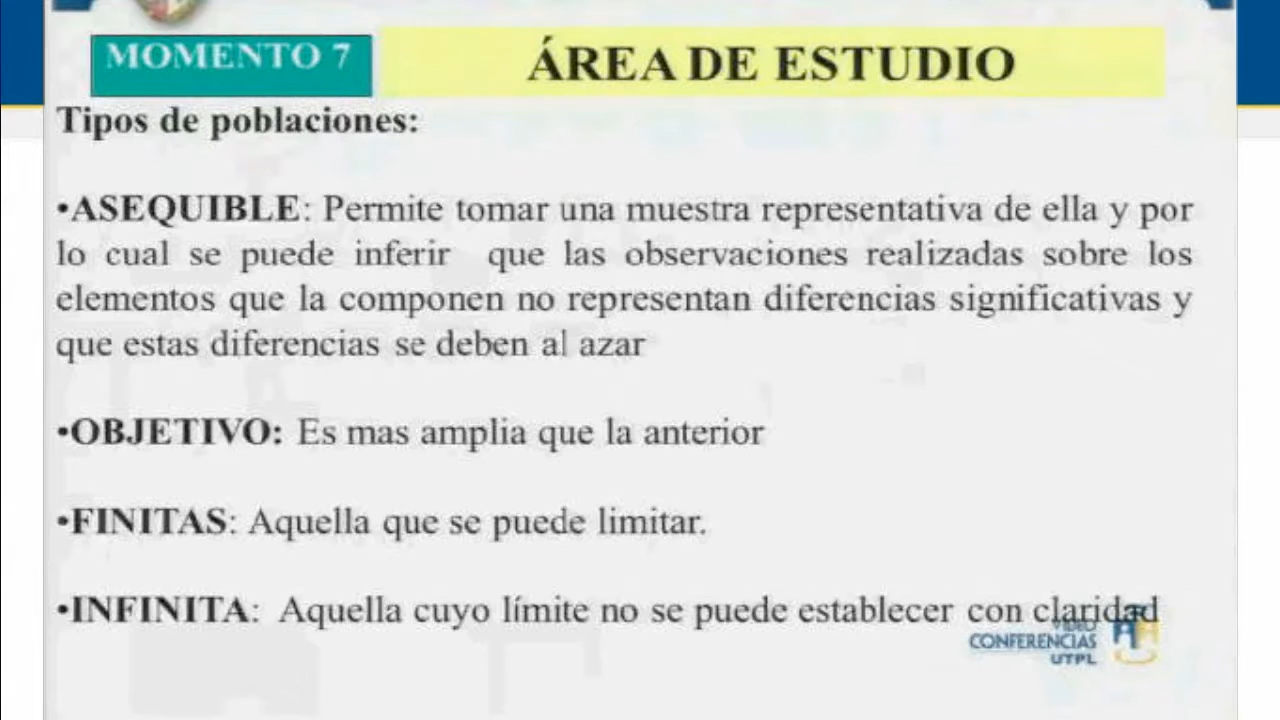 MOMENTO 7
ÁREA DE ESTUDIO
Tipos de poblaciones:
•ASEQUIBLE: Permite tomar una muestra representativa de ella y por
lo cual se puede inferir que las observaciones realizadas sobre los
elementos que la componen no representan diferencias significativas y
que estas diferencias se deben al azar
•OBJETIVO: Es mas amplia que la anterior
•FINITAS: Aquella que se puede limitar.
•INFINITA: Aquella cuyo límite no se puede establecer con claridad
VIDEO
CONFERENCIAS
UTPL